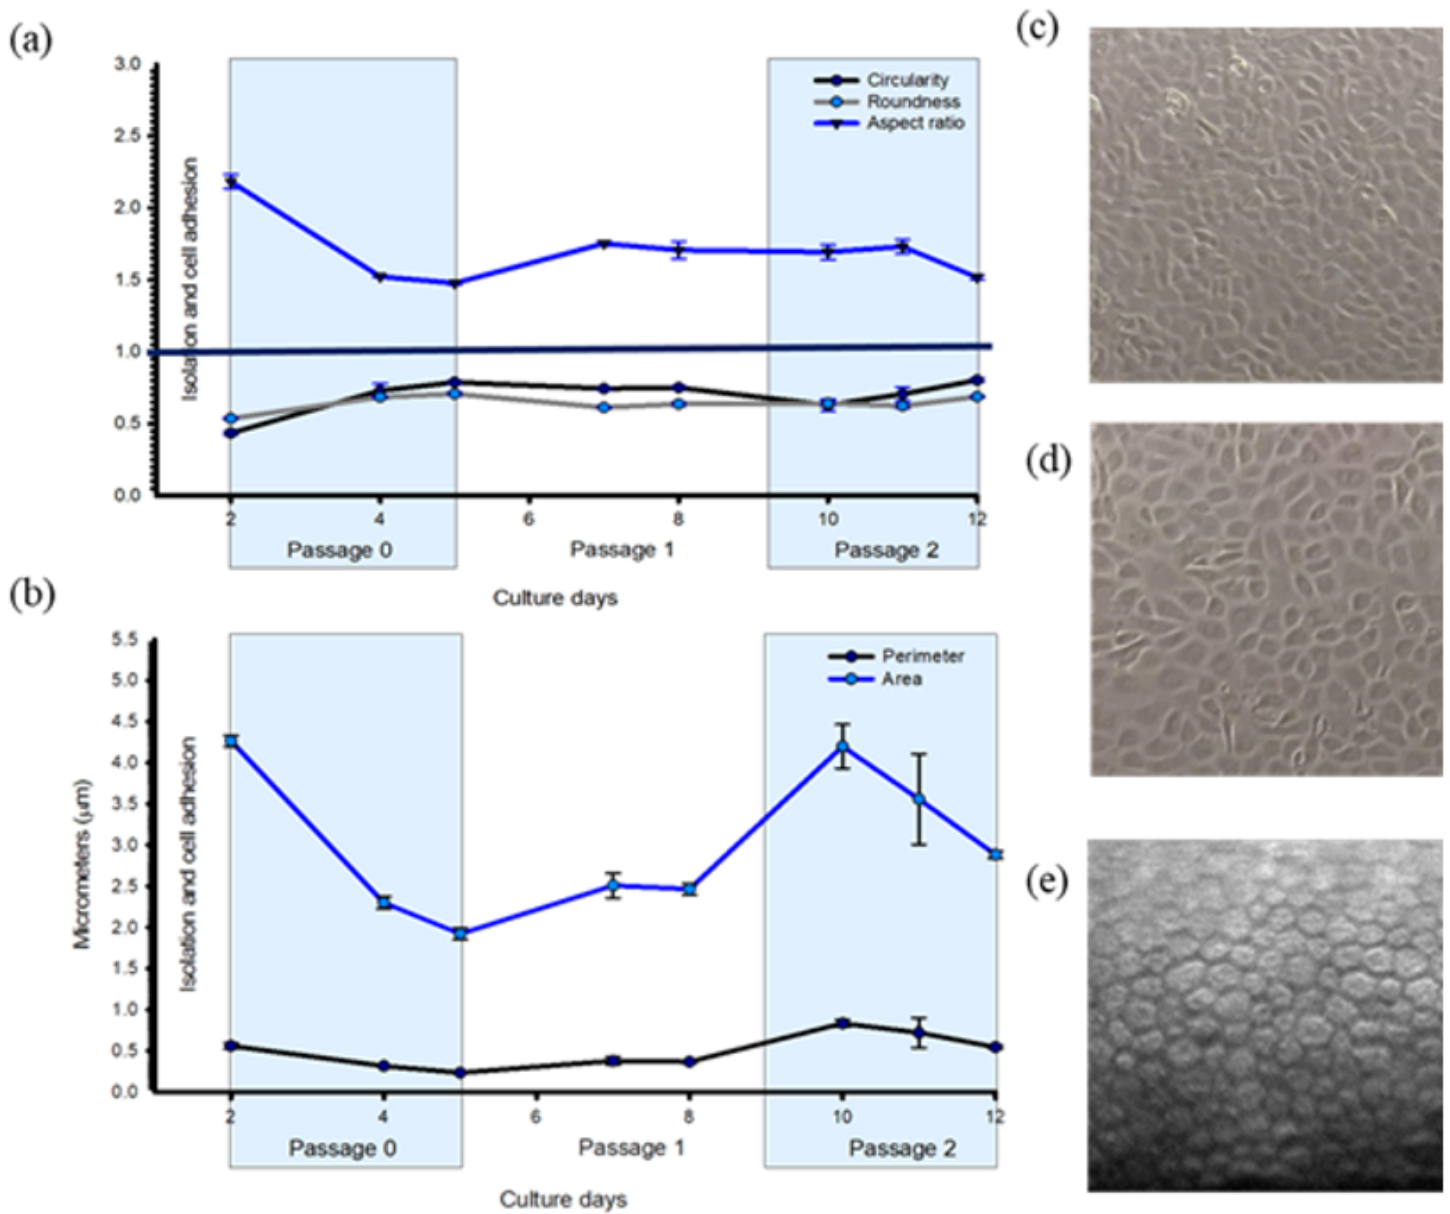 (a)
3.0
2.5
2.0
1.5
1.0
0.5
0.0
Isolation and cell adhesion
Circularity
Roundness
Aspect ratio
2 4 6 8 10 12
Passage 0 Passage 1 Passage 2
Culture days
(b)
5.5
5.0
4.5
4.0
3.5
3.0
2.5
2.0
1.5
1.0
0.5
0.0
Micrometers (μm)
Isolation and cell adhesion
Perimeter
Area
2 4 6 8 10 12
Passage 0 Passage 1 Passage 2
Culture days
(c)
(d)
(e)